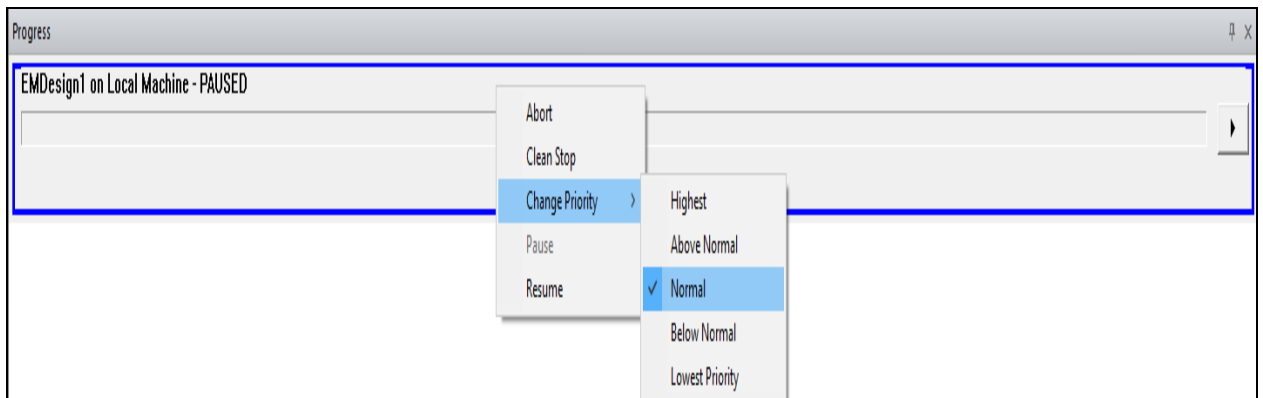 Progress
EMDesign1 on Local Machine - PAUSED
Abort
Clean Stop
Change Priority
Pause
Resume
Highest
Above Normal
Normal
Below Normal
Lowest Priority